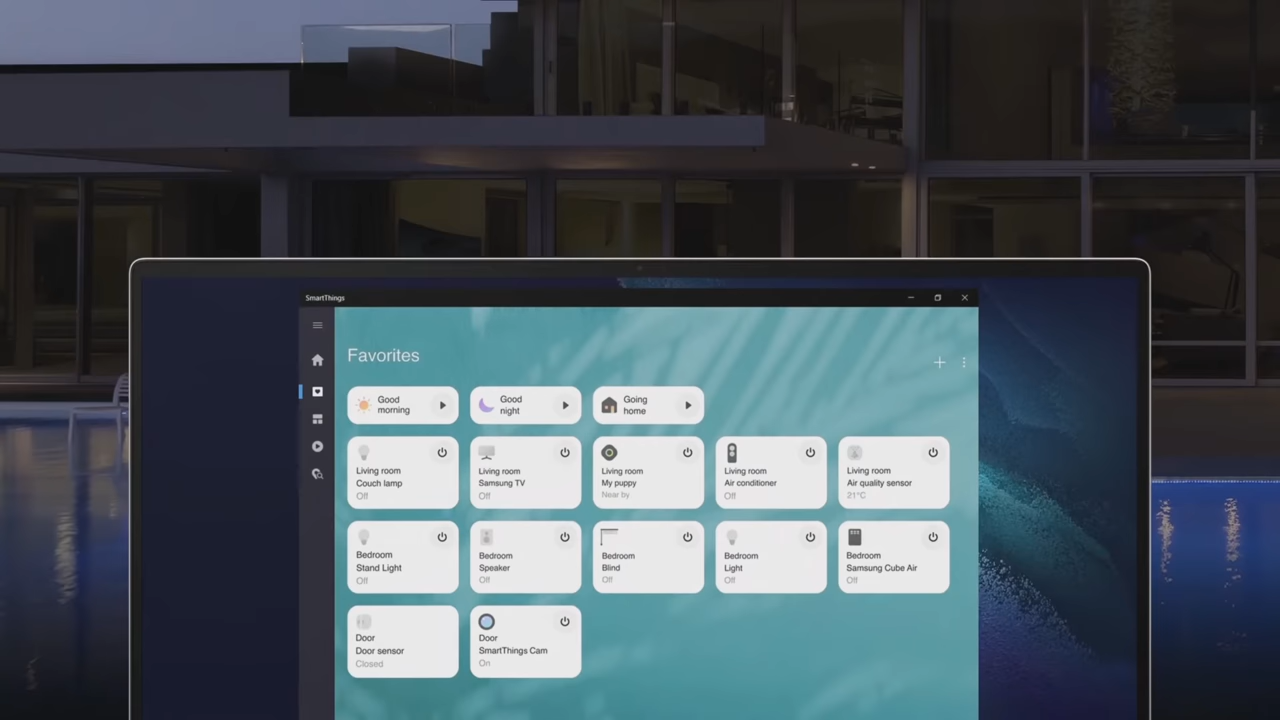 SmartThings
Favorites
Good
morning
Good
night
Going
home
Living room
Couch lamp
Off
Living room
Samsung TV
Off
Living room
My puppy
Near by
Living room
Air conditioner
Off
Living room
Air quality sensor
21°C
Bedroom
Stand Light
Off
Bedroom
Speaker
Off
Bedroom
Blind
Off
Bedroom
Light
Off
Bedroom
Samsung Cube Air
Off
Door
Door sensor
Closed
Door
SmartThings Cam
On